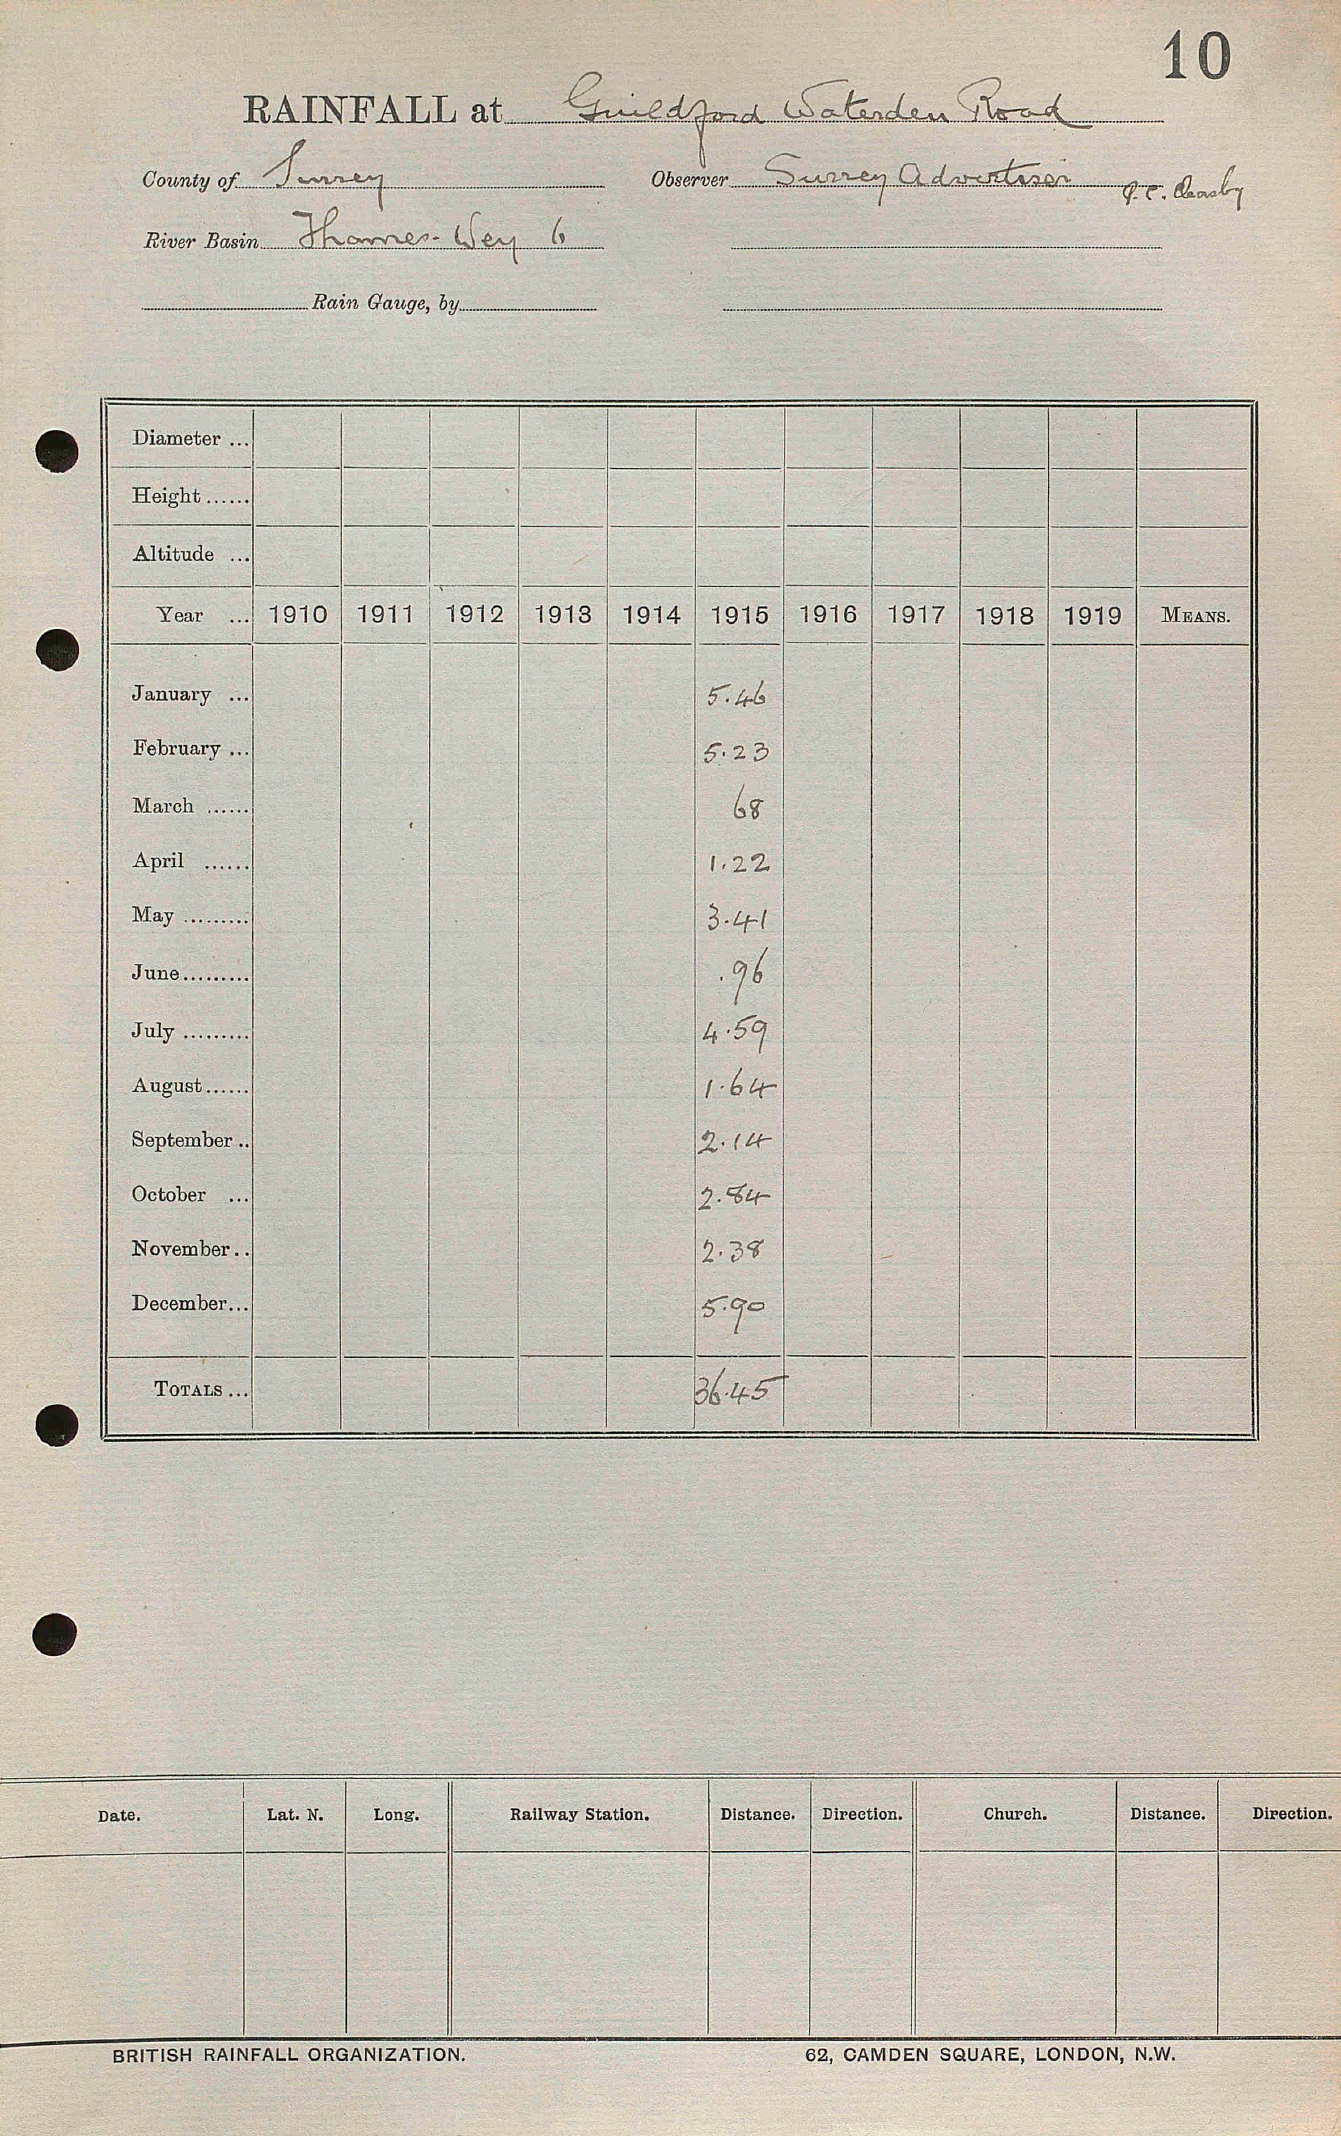 10
RAINFALL at Guildford Waterden Road
County of Surrey Observer Surrey Advertiser
River Basin Thames-Wey 6
Rain Gauge, by
Diameter ...
Height ......
Altitude ...
Year ... 1910 1911 1912 1913 1914 1915 1916 1917 1918 1919 MEANS.
January ... 5.46
February ... 5.23
March ...... 68
April ...... 1.22
May ......... 3.41
June ......... .96
July ......... 4.59
August ...... 1.64
September .. 2.14
October ... 2.84
November .. 2.38
December ... 5.90
TOTALS ... 36.45
Date. Lat. N. Long. Railway Station. Distance. Direction. Church. Distance. Direction.
BRITISH RAINFALL ORGANIZATION. 62, CAMDEN SQUARE, LONDON, N.W.